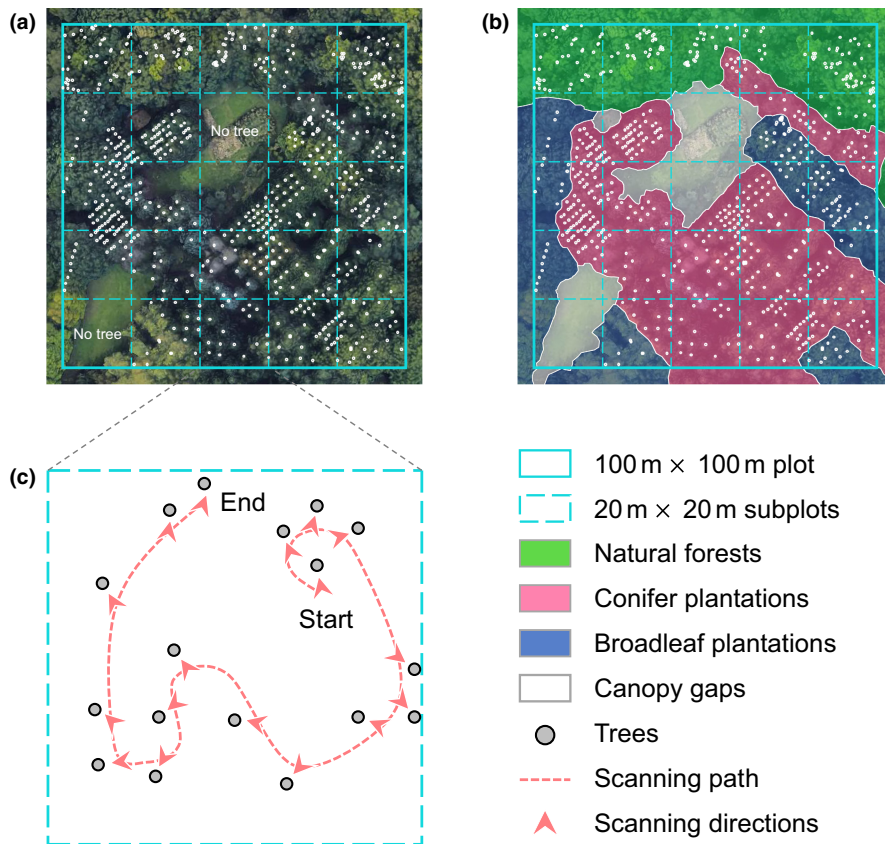 (a)
No tree
No tree
(b)
(c)
End
Start
100 m × 100 m plot
20 m × 20 m subplots
Natural forests
Conifer plantations
Broadleaf plantations
Canopy gaps
Trees
Scanning path
Scanning directions